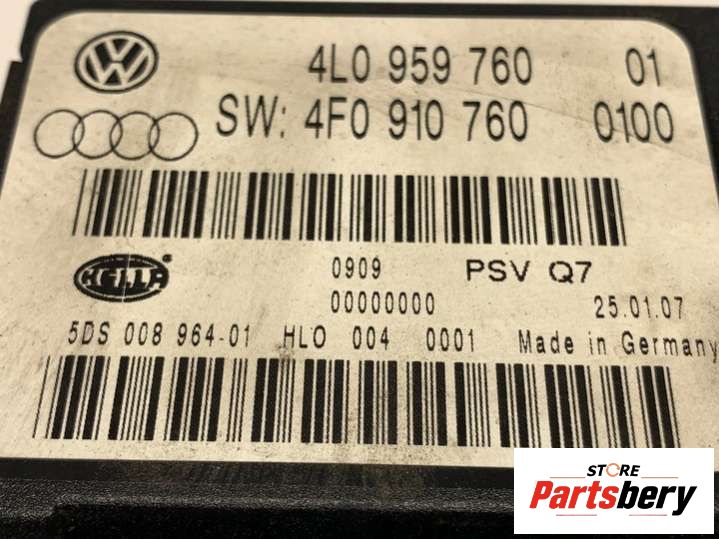 4L0 959 760 01
SW: 4F0 910 760 0100
HELLA
0909 PSV Q7
00000000 25.01.07
5DS 008 964-01 HLO 004 0001 Made in Germany
STORE
Partsbery